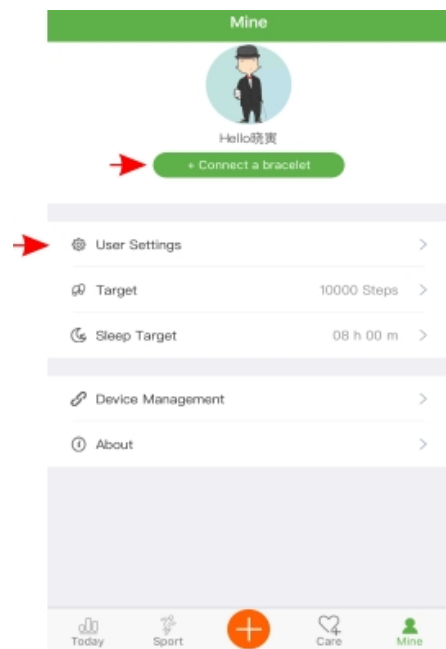 Mine
Hello晓寅
+ Connect a bracelet
User Settings
Target 10000 Steps
Sleep Target 08 h 00 m
Device Management
About
Today Sport Care Mine